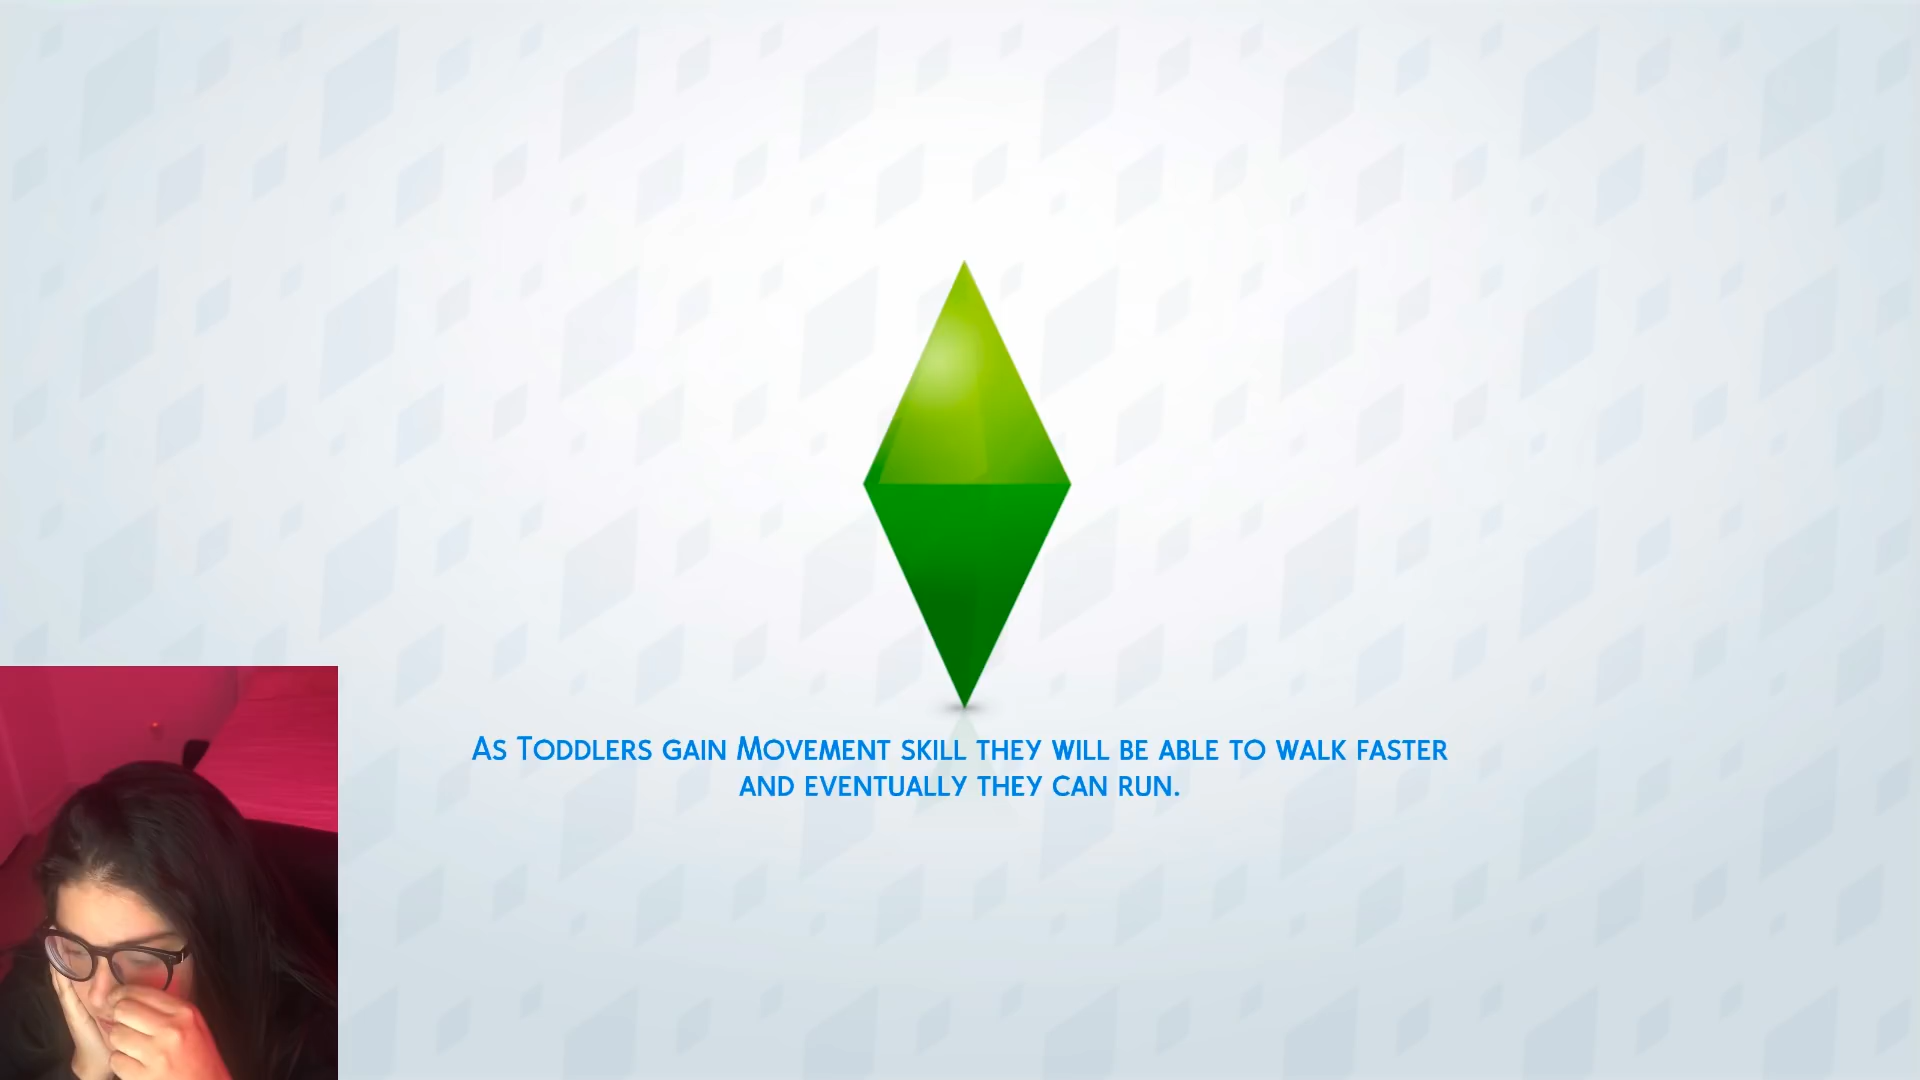 As Toddlers gain Movement skill they will be able to walk faster
and eventually they can run.